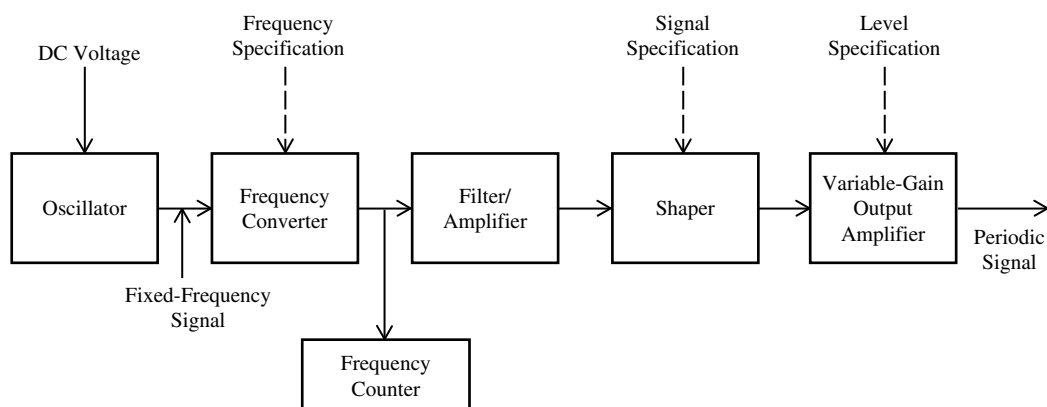 Frequency
Specification
Signal
Specification
Level
Specification
DC Voltage
Oscillator
Frequency
Converter
Filter/
Amplifier
Shaper
Variable-Gain
Output
Amplifier
Periodic
Signal
Fixed-Frequency
Signal
Frequency
Counter